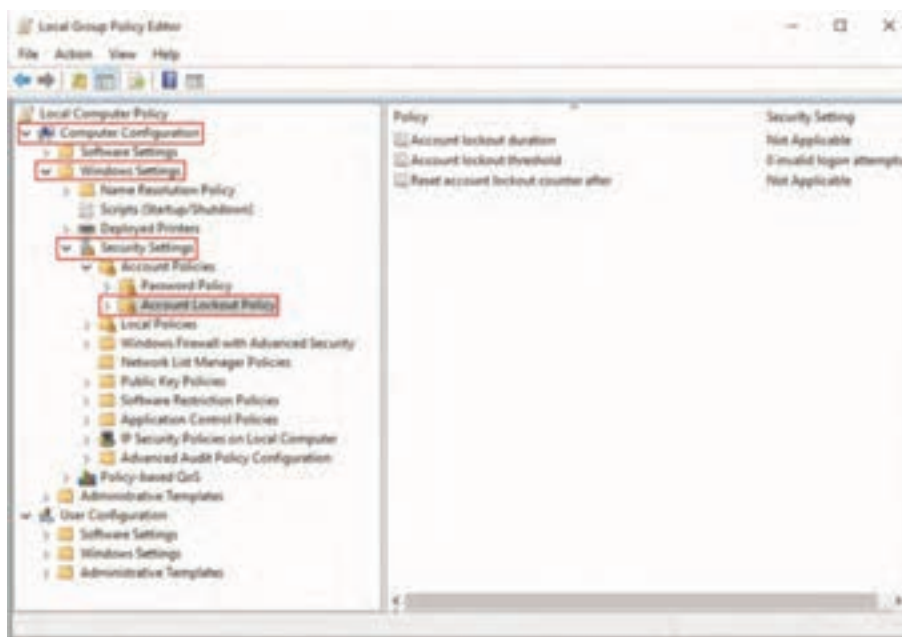 Local Group Policy Editor
File Action View Help
Local Computer Policy
Computer Configuration
Software Settings
Windows Settings
Name Resolution Policy
Scripts (Startup/Shutdown)
Deployed Printers
Security Settings
Account Policies
Password Policy
Account Lockout Policy
Local Policies
Windows Firewall with Advanced Security
Network List Manager Policies
Public Key Policies
Software Restriction Policies
Application Control Policies
IP Security Policies on Local Computer
Advanced Audit Policy Configuration
Policy-based QoS
Administrative Templates
User Configuration
Software Settings
Windows Settings
Administrative Templates
Policy Security Setting
Account lockout duration Not Applicable
Account lockout threshold 0 invalid logon attempts
Reset account lockout counter after Not Applicable